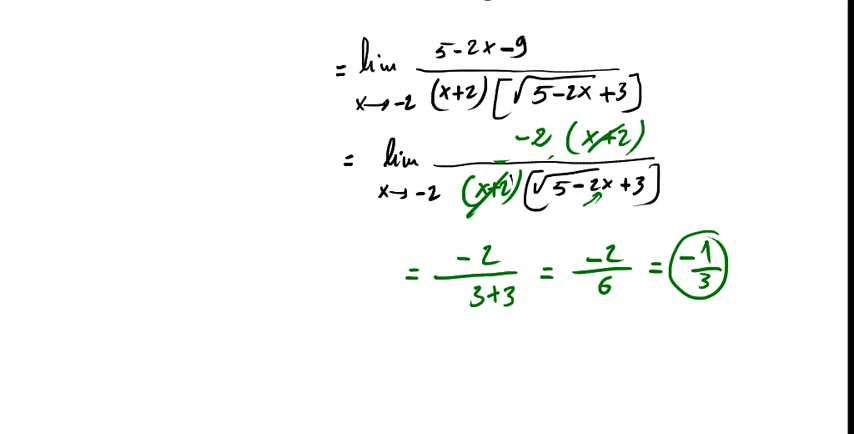 = lim x→-2 5-2x-9 / (x+2)[√5-2x +3]
= lim x→-2 -2(x+2) / (x+2)[√5-2x +3]
= -2 / 3+3 = -2 / 6 = -1 / 3